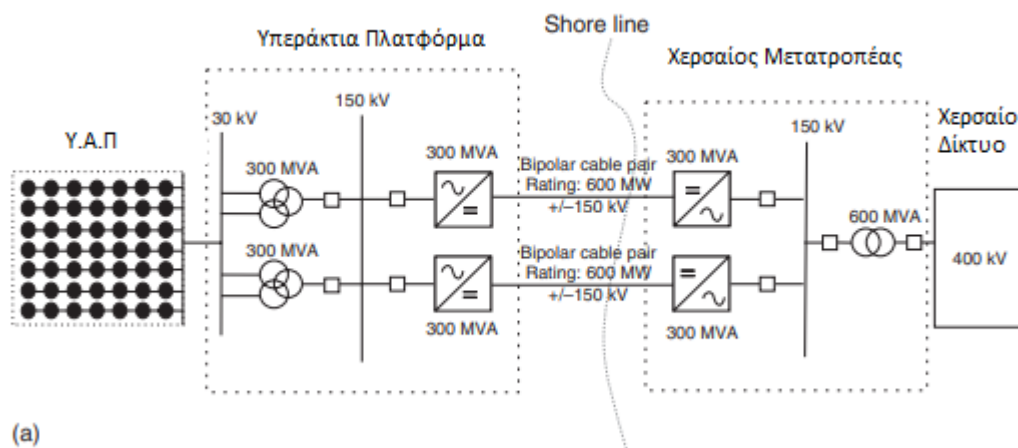 Υπεράκτια Πλατφόρμα
Shore line
Χερσαίος Μετατροπέας
30 kV
150 kV
150 kV
Χερσαίο
Δίκτυο
Υ.Α.Π
300 MVA
300 MVA
Bipolar cable pair
Rating: 600 MW
+/–150 kV
300 MVA
600 MVA
400 kV
300 MVA
Bipolar cable pair
Rating: 600 MW
+/–150 kV
300 MVA
300 MVA
(a)